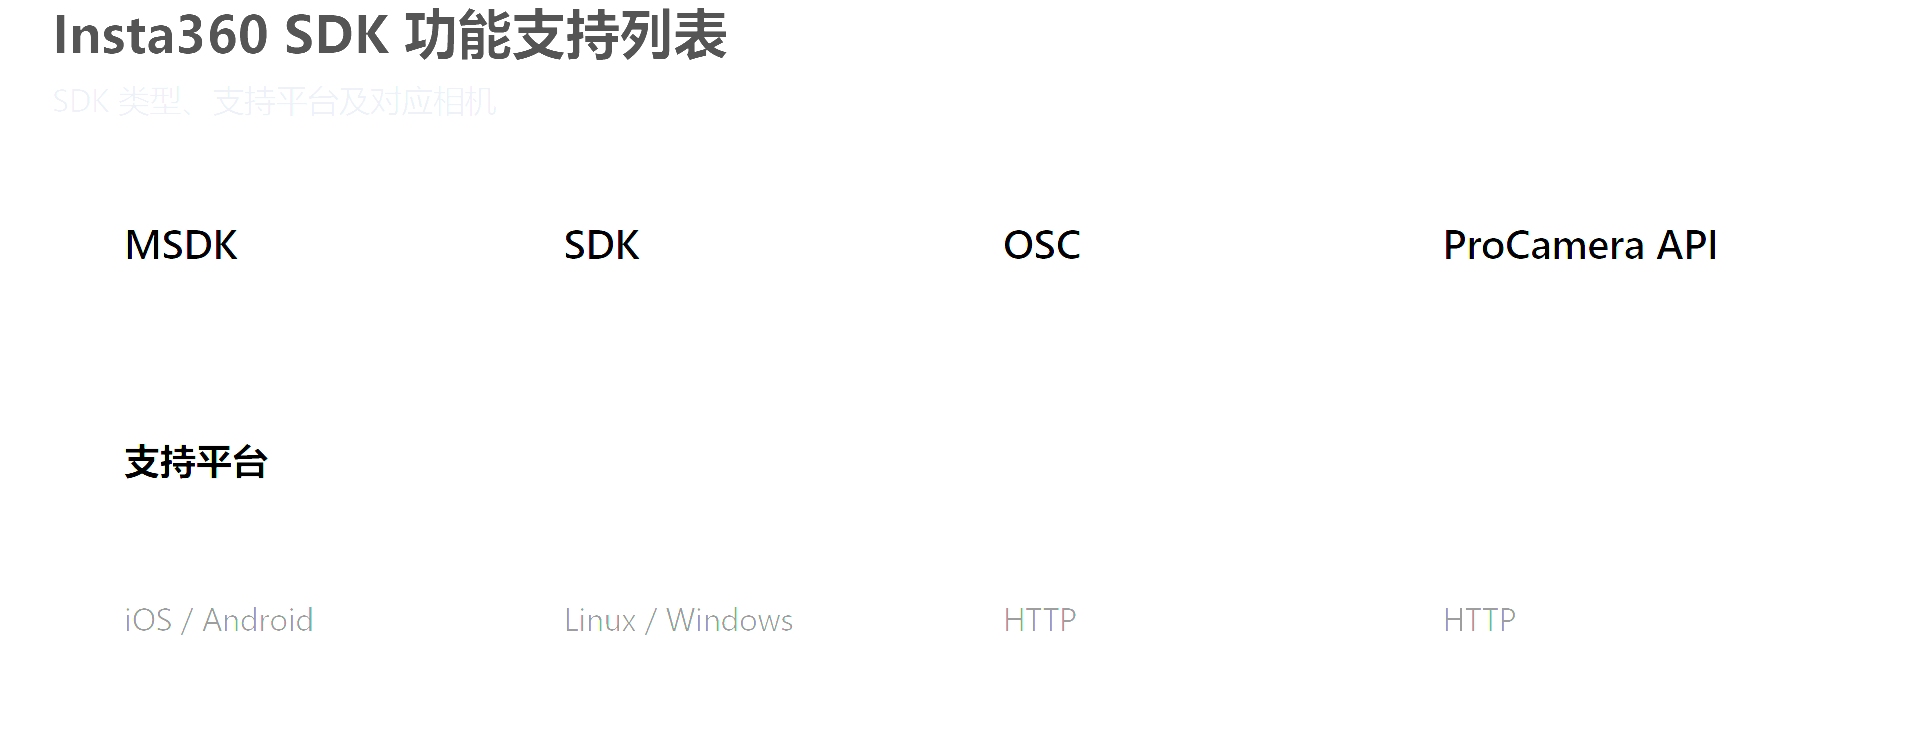 Insta360 SDK 功能支持列表
SDK 类型、支持平台及对应相机
MSDK SDK OSC ProCamera API
支持平台
iOS / Android Linux / Windows HTTP HTTP